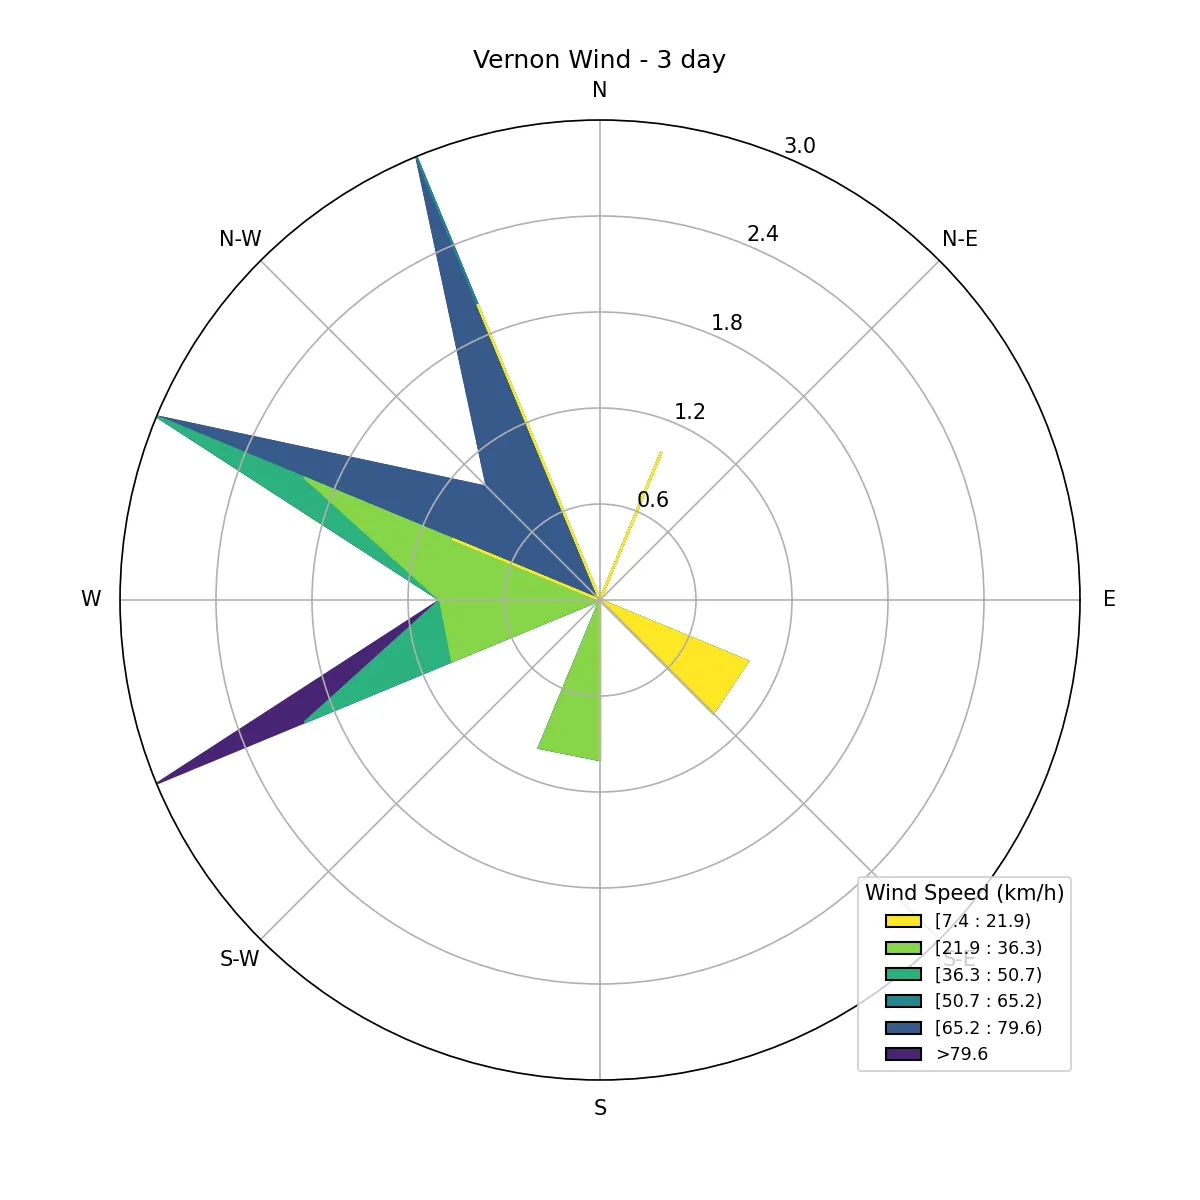 Vernon Wind - 3 day
N
3.0
N-W
2.4
N-E
1.8
1.2
0.6
W
E
Wind Speed (km/h)
[7.4 : 21.9)
[21.9 : 36.3)
S-W
S-E
[36.3 : 50.7)
[50.7 : 65.2)
[65.2 : 79.6)
>79.6
S